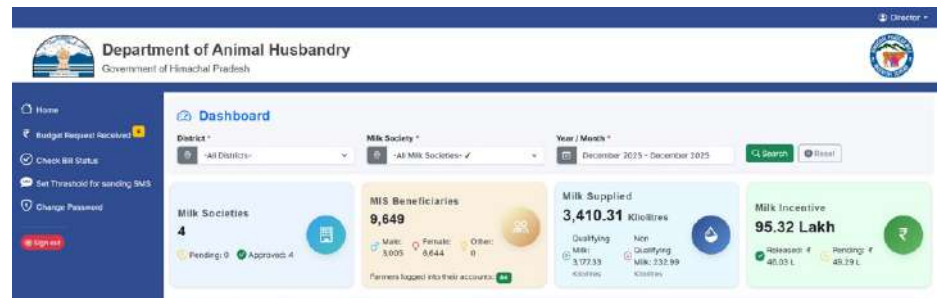 Director
Department of Animal Husbandry
Government of Himachal Pradesh
Home
Budget Request Received
Check Bill Status
Set Threshold for sending SMS
Change Password
Sign out
Dashboard
District *
Milk Society *
Year / Month *
-All Districts-
-All Milk Societies- ✓
December 2025 - December 2025
Search
Reset
Milk Societies
4
Pending: 0 Approved: 4
MIS Beneficiaries
9,649
Male: 3,005
Female: 6,644
Other: 0
Farmers logged into their accounts:
Milk Supplied
3,410.31 Kilolitres
Qualifying
Milk:
3,177.33
Kilolitres
Non
Qualifying
Milk: 232.99
Kilolitres
Milk Incentive
95.32 Lakh
Released: ₹
46.03 L
Pending: ₹
49.29 L